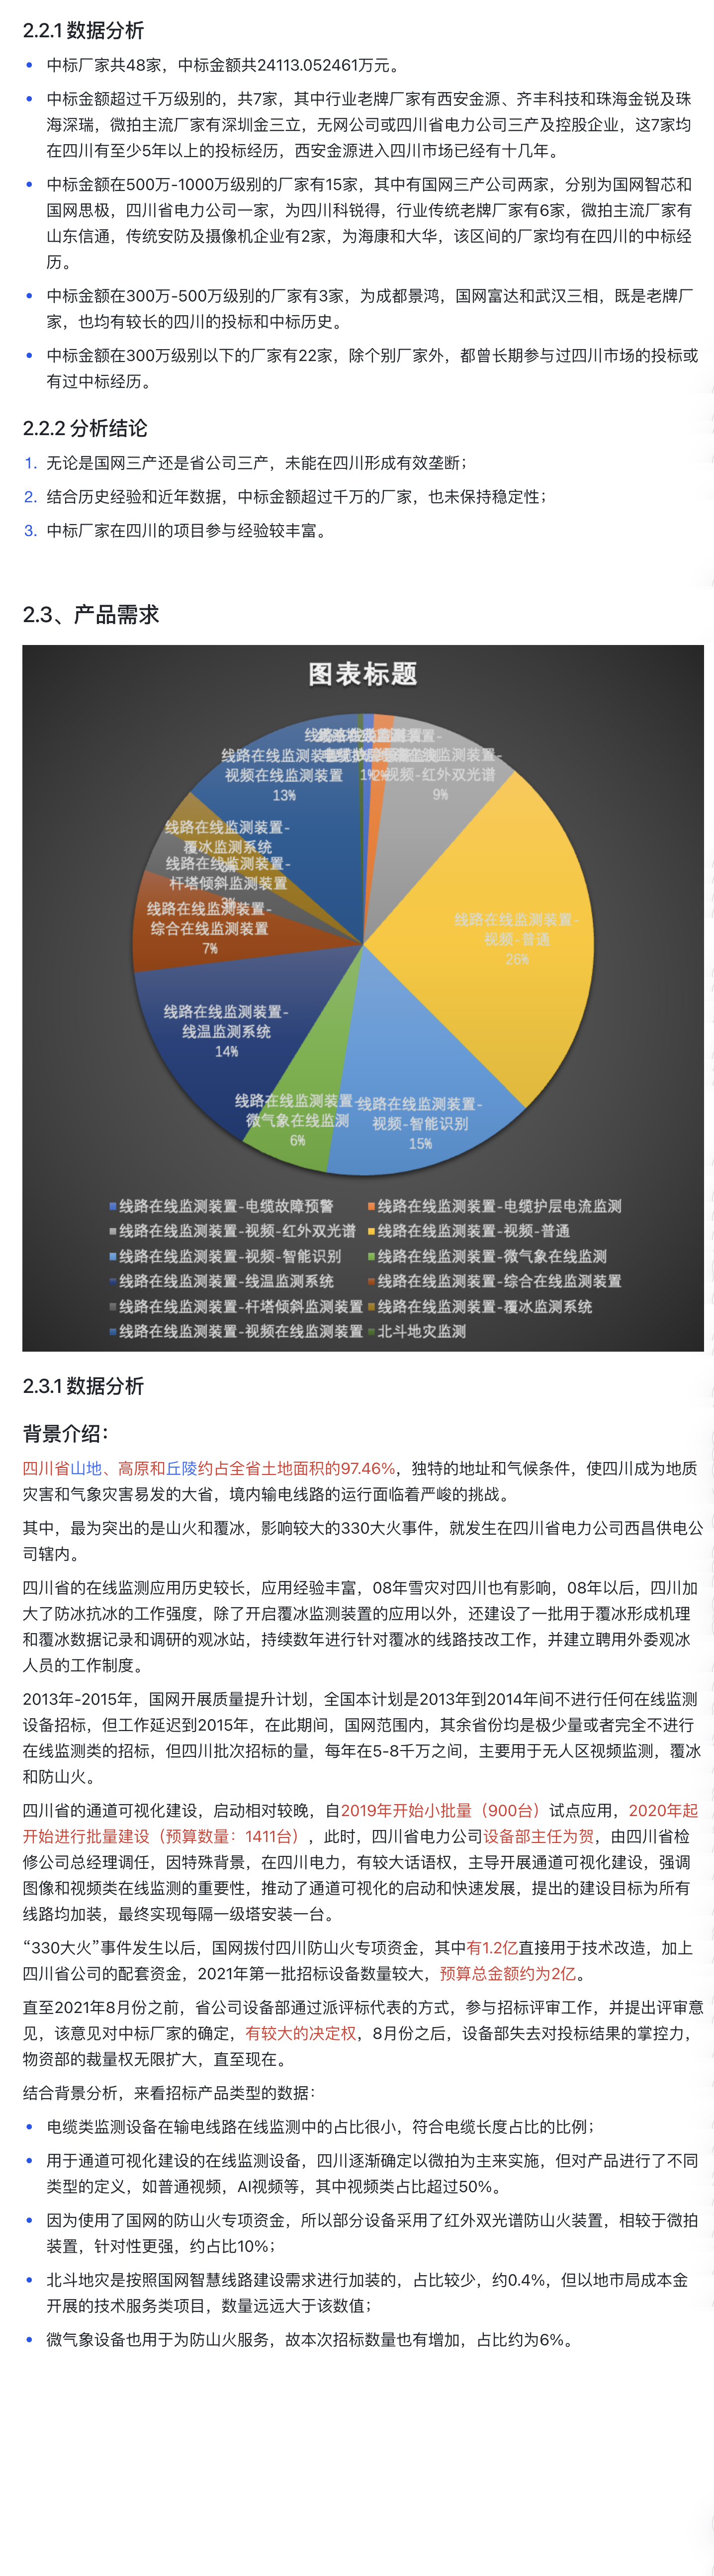 2.2.1 数据分析
• 中标厂家共48家，中标金额共24113.052461万元。
• 中标金额超过千万级别的，共7家，其中行业老牌厂家有西安金源、齐丰科技和珠海金锐及珠
海深瑞，微拍主流厂家有深圳金三立，无网公司或四川省电力公司三产及控股企业，这7家均
在四川有至少5年以上的投标经历，西安金源进入四川市场已经有十几年。
• 中标金额在500万-1000万级别的厂家有15家，其中有国网三产公司两家，分别为国网智芯和
国网思极，四川省电力公司一家，为四川科锐得，行业传统老牌厂家有6家，微拍主流厂家有
山东信通，传统安防及摄像机企业有2家，为海康和大华，该区间的厂家均有在四川的中标经
历。
• 中标金额在300万-500万级别的厂家有3家，为成都景鸿，国网富达和武汉三相，既是老牌厂
家，也均有较长的四川的投标和中标历史。
• 中标金额在300万级别以下的厂家有22家，除个别厂家外，都曾长期参与过四川市场的投标或
有过中标经历。
2.2.2 分析结论
1. 无论是国网三产还是省公司三产，未能在四川形成有效垄断；
2. 结合历史经验和近年数据，中标金额超过千万的厂家，也未保持稳定性；
3. 中标厂家在四川的项目参与经验较丰富。
2.3、产品需求
图表标题
线路在线监测装置-
视频在线监测装置
13%
1%
2%
视频-红外双光谱
9%
线路在线监测装置-
覆冰监测系统
线路在线监测装置-
杆塔倾斜监测装置
3%
线路在线监测装置-
综合在线监测装置
7%
线路在线监测装置-
视频-普通
26%
线路在线监测装置-
线温监测系统
14%
线路在线监测装置-
微气象在线监测
6%
线路在线监测装置-
视频-智能识别
15%
线路在线监测装置-电缆故障预警
线路在线监测装置-电缆护层电流监测
线路在线监测装置-视频-红外双光谱
线路在线监测装置-视频-普通
线路在线监测装置-视频-智能识别
线路在线监测装置-微气象在线监测
线路在线监测装置-线温监测系统
线路在线监测装置-综合在线监测装置
线路在线监测装置-杆塔倾斜监测装置
线路在线监测装置-覆冰监测系统
线路在线监测装置-视频在线监测装置
北斗地灾监测
2.3.1 数据分析
背景介绍：
四川省山地、高原和丘陵约占全省土地面积的97.46%，独特的地址和气候条件，使四川成为地质
灾害和气象灾害易发的大省，境内输电线路的运行面临着严峻的挑战。
其中，最为突出的是山火和覆冰，影响较大的330大火事件，就发生在四川省电力公司西昌供电公
司辖内。
四川省的在线监测应用历史较长，应用经验丰富，08年雪灾对四川也有影响，08年以后，四川加
大了防冰抗冰的工作强度，除了开启覆冰监测装置的应用以外，还建设了一批用于覆冰形成机理
和覆冰数据记录和调研的观冰站，持续数年进行针对覆冰的线路技改工作，并建立聘用外委观冰
人员的工作制度。
2013年-2015年，国网开展质量提升计划，全国本计划是2013年到2014年间不进行任何在线监测
设备招标，但工作延迟到2015年，在此期间，国网范围内，其余省份均是极少量或者完全不进行
在线监测类的招标，但四川批次招标的量，每年在5-8千万之间，主要用于无人区视频监测，覆冰
和防山火。
四川省的通道可视化建设，启动相对较晚，自2019年开始小批量（900台）试点应用，2020年起
开始进行批量建设（预算数量：1411台），此时，四川省电力公司设备部主任为贺，由四川省检
修公司总经理调任，因特殊背景，在四川电力，有较大话语权，主导开展通道可视化建设，强调
图像和视频类在线监测的重要性，推动了通道可视化的启动和快速发展，提出的建设目标为所有
线路均加装，最终实现每隔一级塔安装一台。
“330大火”事件发生以后，国网拨付四川防山火专项资金，其中有1.2亿直接用于技术改造，加上
四川省公司的配套资金，2021年第一批招标设备数量较大，预算总金额约为2亿。
直至2021年8月份之前，省公司设备部通过派评标代表的方式，参与招标评审工作，并提出评审意
见，该意见对中标厂家的确定，有较大的决定权，8月份之后，设备部失去对投标结果的掌控力，
物资部的裁量权无限扩大，直至现在。
结合背景分析，来看招标产品类型的数据：
• 电缆类监测设备在输电线路在线监测中的占比很小，符合电缆长度占比的比例；
• 用于通道可视化建设的在线监测设备，四川逐渐确定以微拍为主来实施，但对产品进行了不同
类型的定义，如普通视频，AI视频等，其中视频类占比超过50%。
• 因为使用了国网的防山火专项资金，所以部分设备采用了红外双光谱防山火装置，相较于微拍
装置，针对性更强，约占比10%；
• 北斗地灾是按照国网智慧线路建设需求进行加装的，占比较少，约0.4%，但以地市局成本金
开展的技术服务类项目，数量远远大于该数值；
• 微气象设备也用于为防山火服务，故本次招标数量也有增加，占比约为6%。